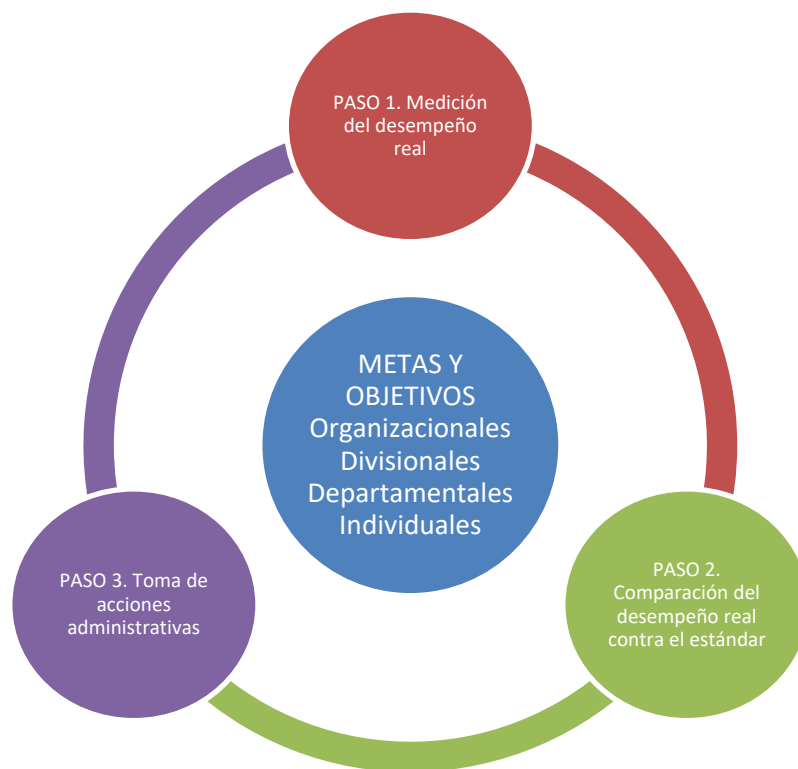 PASO 1. Medición
del desempeño
real
METAS Y
OBJETIVOS
Organizacionales
Divisionales
Departamentales
Individuales
PASO 3. Toma de
acciones
administrativas
PASO 2.
Comparación del
desempeño real
contra el estándar